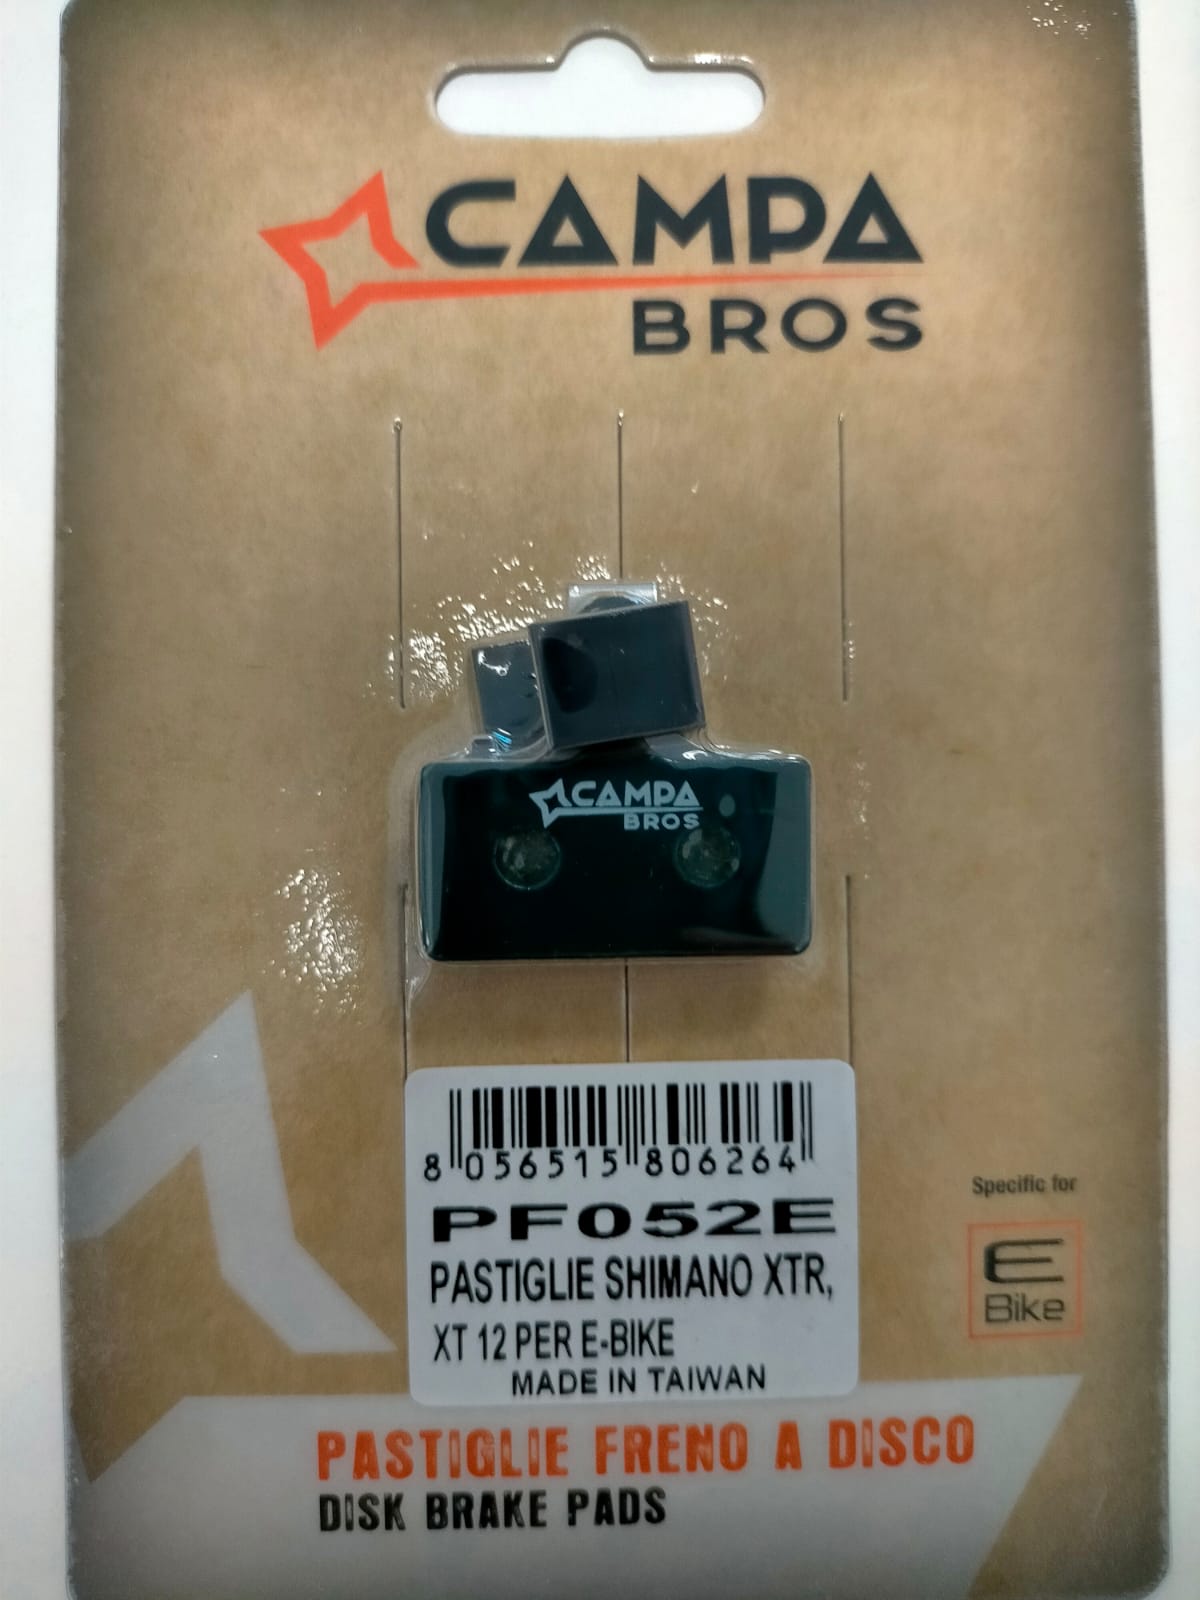 CAMPA
BROS
CAMPA
BROS
8 056515 806264
PF052E
PASTIGLIE SHIMANO XTR,
XT 12 PER E-BIKE
MADE IN TAIWAN
Specific for
E
Bike
PASTIGLIE FRENO A DISCO
DISK BRAKE PADS